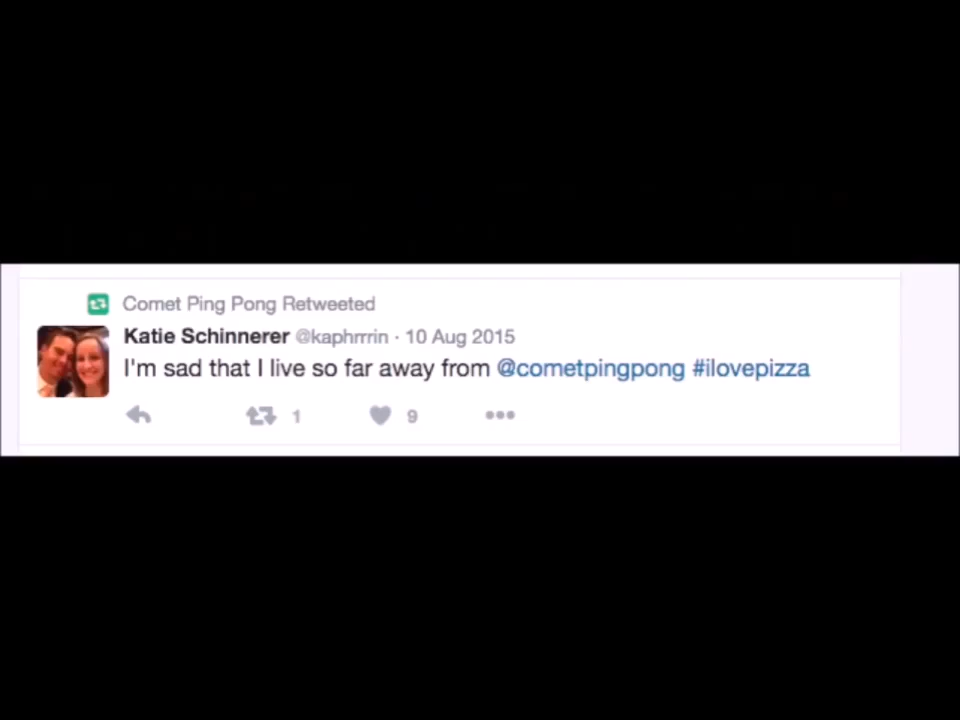 Comet Ping Pong Retweeted
Katie Schinnerer @kaphrrrin · 10 Aug 2015
I'm sad that I live so far away from @cometpingpong #ilovepizza
1 9